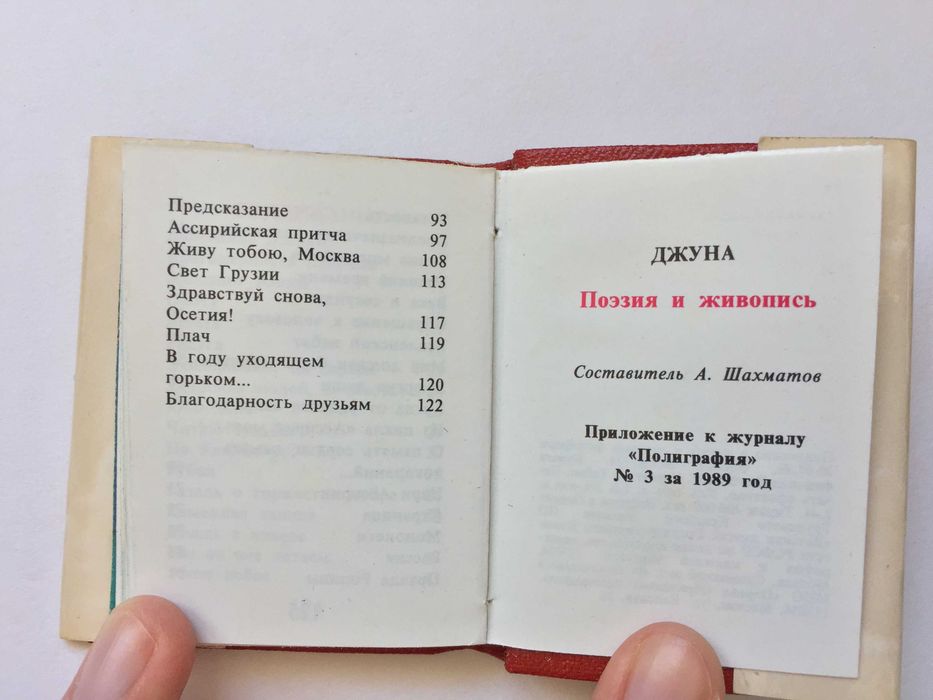 Предсказание 93
Ассирийская притча 97
Живу тобою, Москва 108
Свет Грузии 113
Здравствуй снова,
Осетия! 117
Плач 119
В году уходящем
горьком... 120
Благодарность друзьям 122
ДЖУНА
Поэзия и живопись
Составитель А. Шахматов
Приложение к журналу
«Полиграфия»
№ 3 за 1989 год